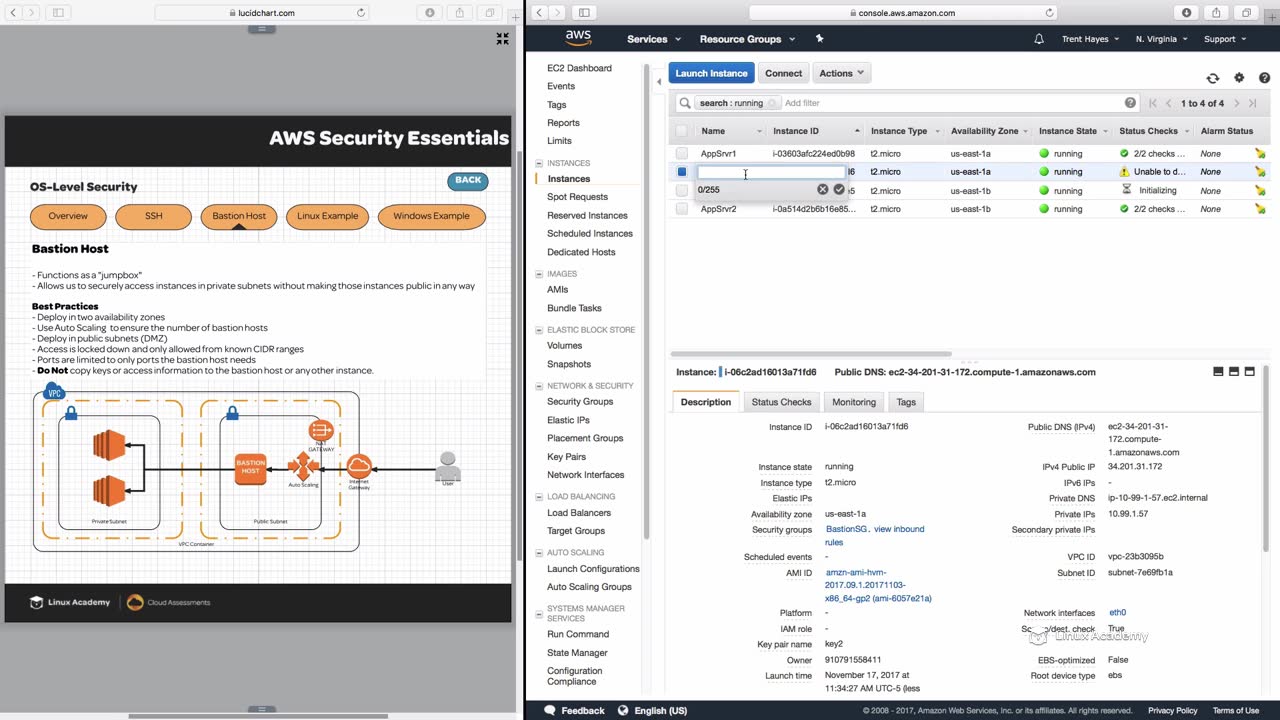 lucidchart.com
console.aws.amazon.com
aws
Services
Resource Groups
Trent Hayes
N. Virginia
Support
AWS Security Essentials
OS-Level Security
BACK
Overview
SSH
Bastion Host
Linux Example
Windows Example
Bastion Host
- Functions as a "jumpbox"
- Allows us to securely access instances in private subnets without making those instances public in any way
Best Practices
- Deploy in two availability zones
- Use Auto Scaling to ensure the number of bastion hosts
- Deploy in public subnets (DMZ)
- Access is locked down and only allowed from known CIDR ranges
- Ports are limited to only ports the bastion host needs
- Do Not copy keys or access information to the bastion host or any other instance.
VPC
NAT
GATEWAY
BASTION
HOST
Auto Scaling
Internet
Gateway
User
Private Subnet
Public Subnet
VPC Container
Linux Academy
Cloud Assessments
EC2 Dashboard
Events
Tags
Reports
Limits
INSTANCES
Instances
Spot Requests
Reserved Instances
Scheduled Instances
Dedicated Hosts
IMAGES
AMIs
Bundle Tasks
ELASTIC BLOCK STORE
Volumes
Snapshots
NETWORK & SECURITY
Security Groups
Elastic IPs
Placement Groups
Key Pairs
Network Interfaces
LOAD BALANCING
Load Balancers
Target Groups
AUTO SCALING
Launch Configurations
Auto Scaling Groups
SYSTEMS MANAGER
SERVICES
Run Command
State Manager
Configuration
Compliance
Launch Instance
Connect
Actions
search : running
Add filter
1 to 4 of 4
Name
Instance ID
Instance Type
Availability Zone
Instance State
Status Checks
Alarm Status
AppSrvr1
i-03603afc224ed0b98
t2.micro
us-east-1a
running
2/2 checks ...
None
d6
t2.micro
us-east-1a
running
Unable to d...
None
0/255
e5
t2.micro
us-east-1b
running
Initializing
None
AppSrvr2
i-0a514d2b6b16e85...
t2.micro
us-east-1b
running
2/2 checks ...
None
Instance: i-06c2ad16013a71fd6
Public DNS: ec2-34-201-31-172.compute-1.amazonaws.com
Description
Status Checks
Monitoring
Tags
Instance ID
i-06c2ad16013a71fd6
Public DNS (IPv4)
ec2-34-201-31-
172.compute-
1.amazonaws.com
Instance state
running
IPv4 Public IP
34.201.31.172
Instance type
t2.micro
IPv6 IPs
-
Elastic IPs
Private DNS
ip-10-99-1-57.ec2.internal
Availability zone
us-east-1a
Private IPs
10.99.1.57
Security groups
BastionSG. view inbound
rules
Secondary private IPs
Scheduled events
-
VPC ID
vpc-23b3095b
AMI ID
amzn-ami-hvm-
2017.09.1.20171103-
x86_64-gp2 (ami-6057e21a)
Subnet ID
subnet-7e69fb1a
Platform
-
Network interfaces
eth0
IAM role
-
Source/dest. check
True
Linux Academy
Key pair name
key2
Owner
910791558411
EBS-optimized
False
Launch time
November 17, 2017 at
11:34:27 AM UTC-5 (less
Root device type
ebs
Feedback
English (US)
© 2008 - 2017, Amazon Web Services, Inc. or its affiliates. All rights reserved.
Privacy Policy
Terms of Use